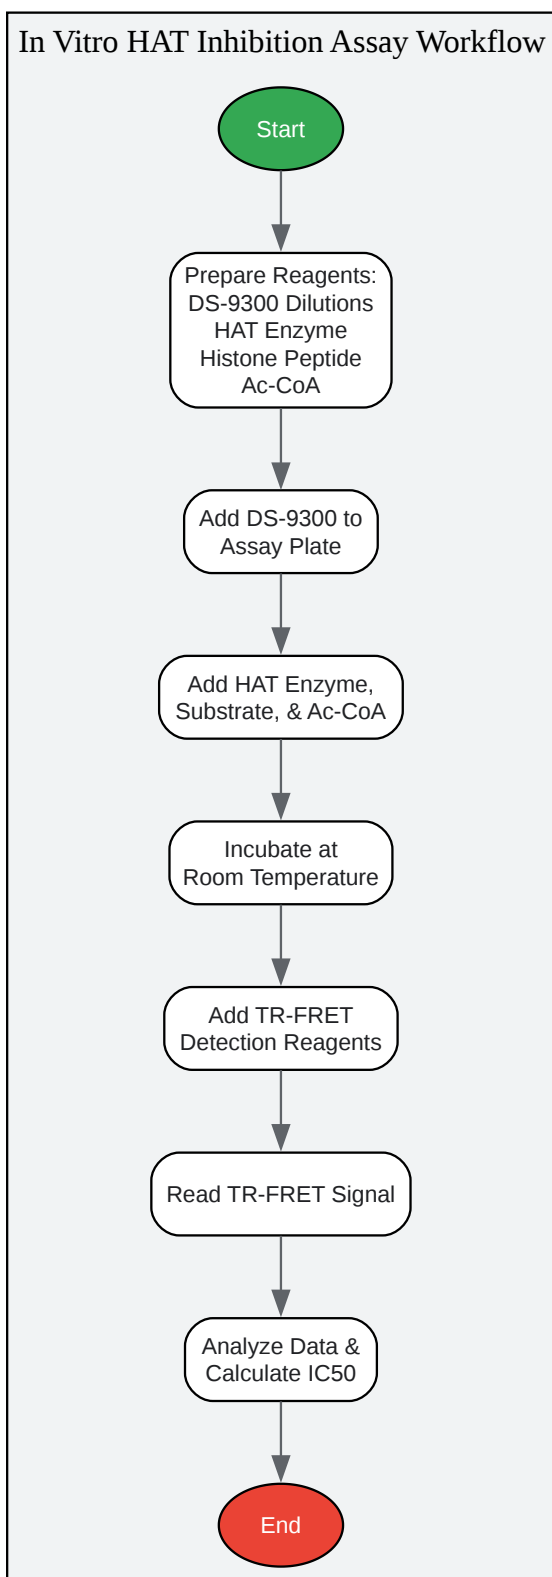 In Vitro HAT Inhibition Assay Workflow
Start
Prepare Reagents:
DS-9300 Dilutions
HAT Enzyme
Histone Peptide
Ac-CoA
Add DS-9300 to
Assay Plate
Add HAT Enzyme,
Substrate, & Ac-CoA
Incubate at
Room Temperature
Add TR-FRET
Detection Reagents
Read TR-FRET Signal
Analyze Data &
Calculate IC50
End